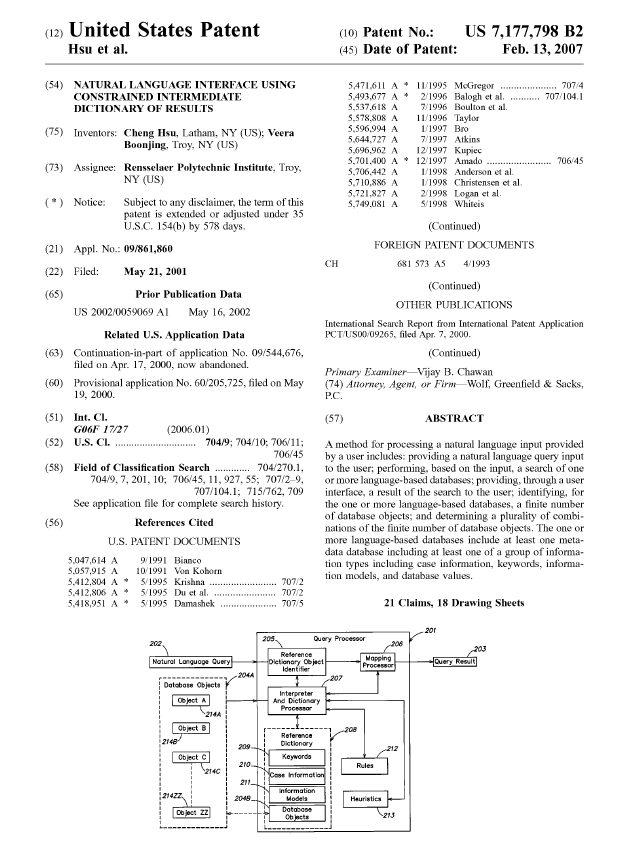 (12) United States Patent
Hsu et al.
(10) Patent No.: US 7,177,798 B2
(45) Date of Patent: Feb. 13, 2007
(54) NATURAL LANGUAGE INTERFACE USING
CONSTRAINED INTERMEDIATE
DICTIONARY OF RESULTS
(75) Inventors: Cheng Hsu, Latham, NY (US); Veera
Boonjing, Troy, NY (US)
(73) Assignee: Rensselaer Polytechnic Institute, Troy,
NY (US)
( * ) Notice: Subject to any disclaimer, the term of this
patent is extended or adjusted under 35
U.S.C. 154(b) by 578 days.
(21) Appl. No.: 09/861,860
(22) Filed: May 21, 2001
(65) Prior Publication Data
US 2002/0059069 A1 May 16, 2002
Related U.S. Application Data
(63) Continuation-in-part of application No. 09/544,676,
filed on Apr. 17, 2000, now abandoned.
(60) Provisional application No. 60/205,725, filed on May
19, 2000.
(51) Int. Cl.
G06F 17/27 (2006.01)
(52) U.S. Cl. ............................. 704/9; 704/10; 706/11;
706/45
(58) Field of Classification Search ............ 704/270.1,
704/9, 7, 201, 10; 706/45, 11, 927, 55; 707/2–9,
707/104.1; 715/762, 709
See application file for complete search history.
(56) References Cited
U.S. PATENT DOCUMENTS
5,047,614 A 9/1991 Bianco
5,057,915 A 10/1991 Von Kohorn
5,412,804 A * 5/1995 Krishna ........................ 707/2
5,412,806 A * 5/1995 Du et al. ...................... 707/2
5,418,951 A * 5/1995 Damashek .................... 707/5
5,471,611 A * 11/1995 McGregor .................... 707/4
5,493,677 A * 2/1996 Balogh et al. .......... 707/104.1
5,537,618 A 7/1996 Boulton et al.
5,578,808 A 11/1996 Taylor
5,596,994 A 1/1997 Bro
5,644,727 A 7/1997 Atkins
5,696,962 A 12/1997 Kupiec
5,701,400 A * 12/1997 Amado ....................... 706/45
5,706,442 A 1/1998 Anderson et al.
5,710,886 A 1/1998 Christensen et al.
5,721,827 A 2/1998 Logan et al.
5,749,081 A 5/1998 Whiteis
(Continued)
FOREIGN PATENT DOCUMENTS
CH 681 573 A5 4/1993
(Continued)
OTHER PUBLICATIONS
International Search Report from International Patent Application
PCT/US00/09265, filed Apr. 7, 2000.
(Continued)
Primary Examiner—Vijay B. Chawan
(74) Attorney, Agent, or Firm—Wolf, Greenfield & Sacks,
P.C.
(57) ABSTRACT
A method for processing a natural language input provided
by a user includes: providing a natural language query input
to the user; performing, based on the input, a search of one
or more language-based databases; providing, through a user
interface, a result of the search to the user; identifying, for
the one or more language-based databases, a finite number
of database objects; and determining a plurality of combi-
nations of the finite number of database objects. The one or
more language-based databases include at least one meta-
data database including at least one of a group of informa-
tion types including case information, keywords, informa-
tion models, and database values.
21 Claims, 18 Drawing Sheets
201
Query Processor
202
Natural Language Query
205
Reference
Dictionary Object
Identifier
206
Mapping
Processor
203
Query Result
204A
Database Objects
Object A
214A
Object B
214B
Object C
214C
214ZZ
Object ZZ
207
Interpreter
And Dictionary
Processor
208
Reference
Dictionary
209
Keywords
210
Case Information
211
Information
Models
204B
Database
Objects
212
Rules
Heuristics
213